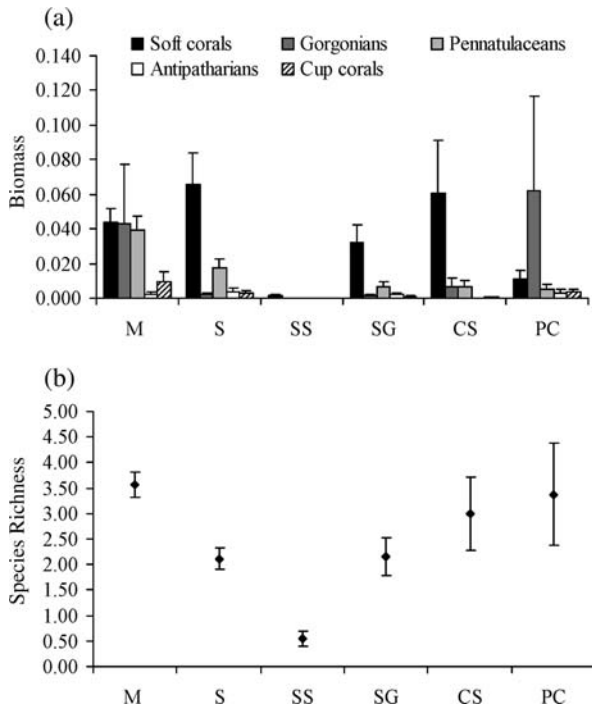 (a)
Soft corals Gorgonians Pennatulaceans
Antipatharians Cup corals
0.140
0.120
0.100
0.080
0.060
0.040
0.020
0.000
Biomass
M S SS SG CS PC
(b)
5.00
4.50
4.00
3.50
3.00
2.50
2.00
1.50
1.00
0.50
0.00
Species Richness
M S SS SG CS PC